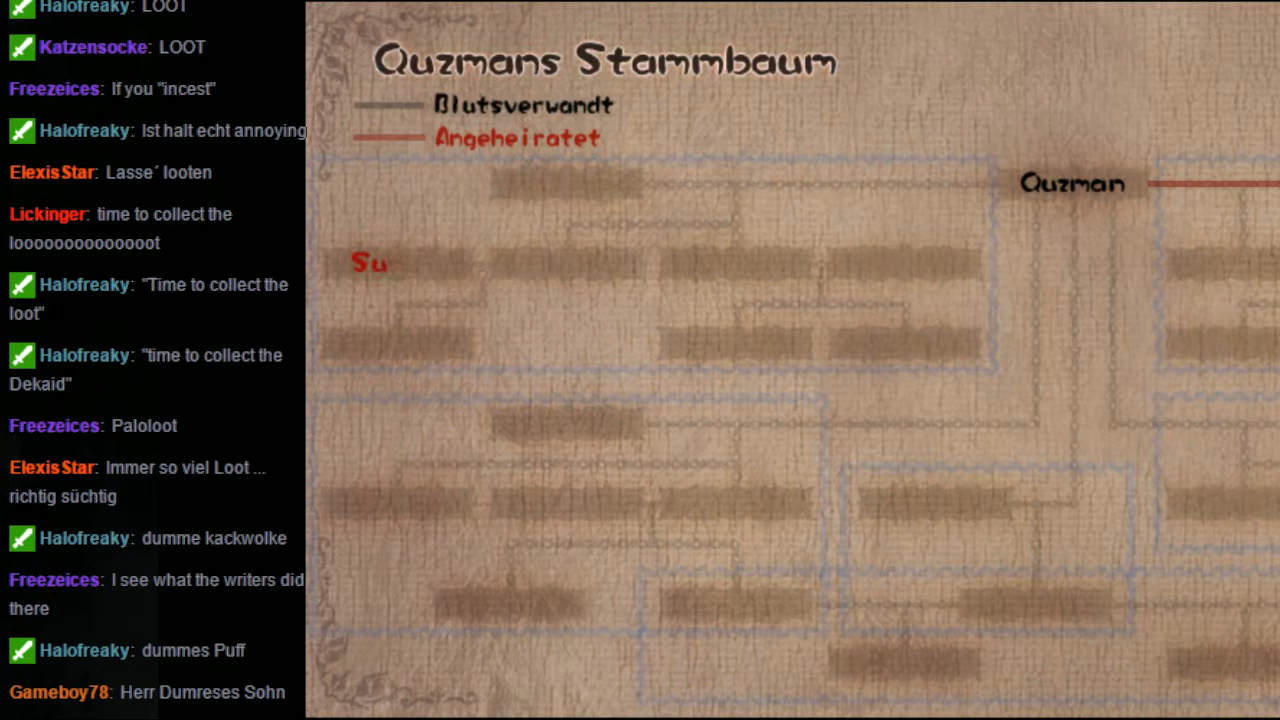 Halofreaky: LOOT
Katzensocke: LOOT
Freezeices: If you "incest"
Halofreaky: Ist halt echt annoying
ElexisStar: Lasse´ looten
Lickinger: time to collect the
looooooooooooooot
Halofreaky: "Time to collect the
loot"
Halofreaky: "time to collect the
Dekaid"
Freezeices: Paloloot
ElexisStar: Immer so viel Loot ...
richtig süchtig
Halofreaky: dumme kackwolke
Freezeices: I see what the writers did
there
Halofreaky: dummes Puff
Gameboy78: Herr Dumreses Sohn
Quzmans Stammbaum
Blutsverwandt
Angeheiratet
Quzman
Su